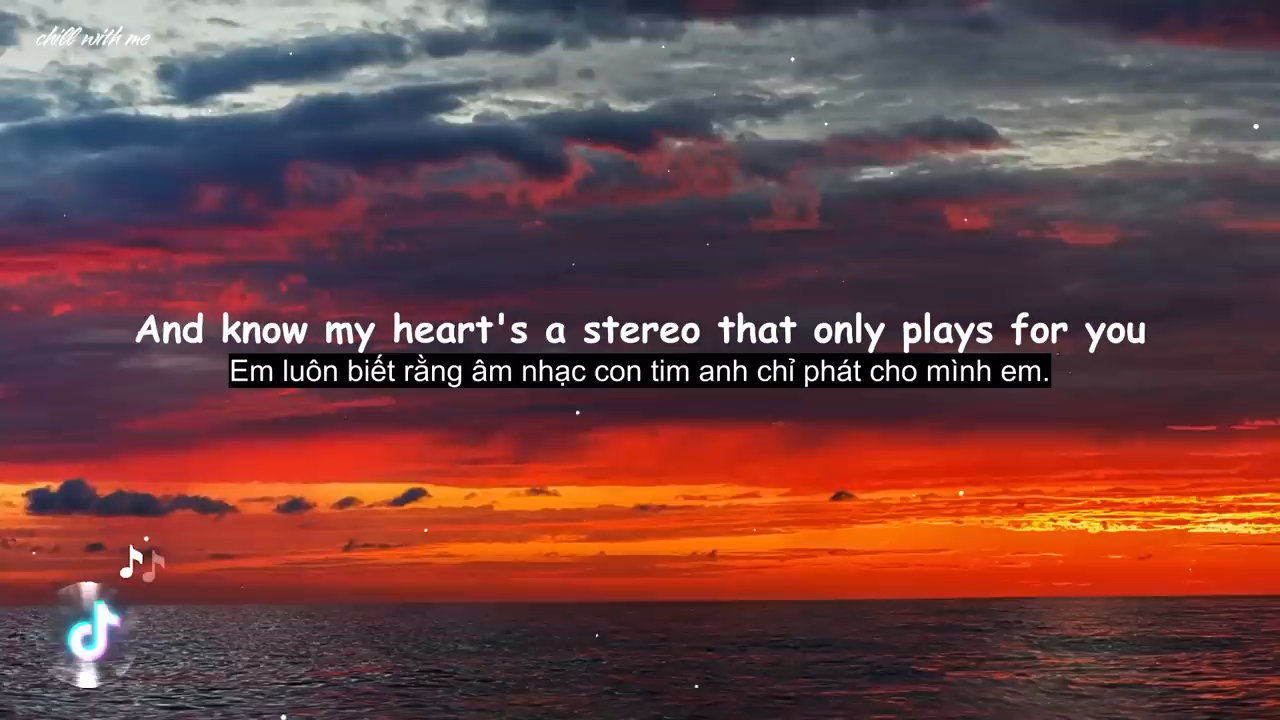 chill with me
And know my heart's a stereo that only plays for you
Em luôn biết rằng âm nhạc con tim anh chỉ phát cho mình em.